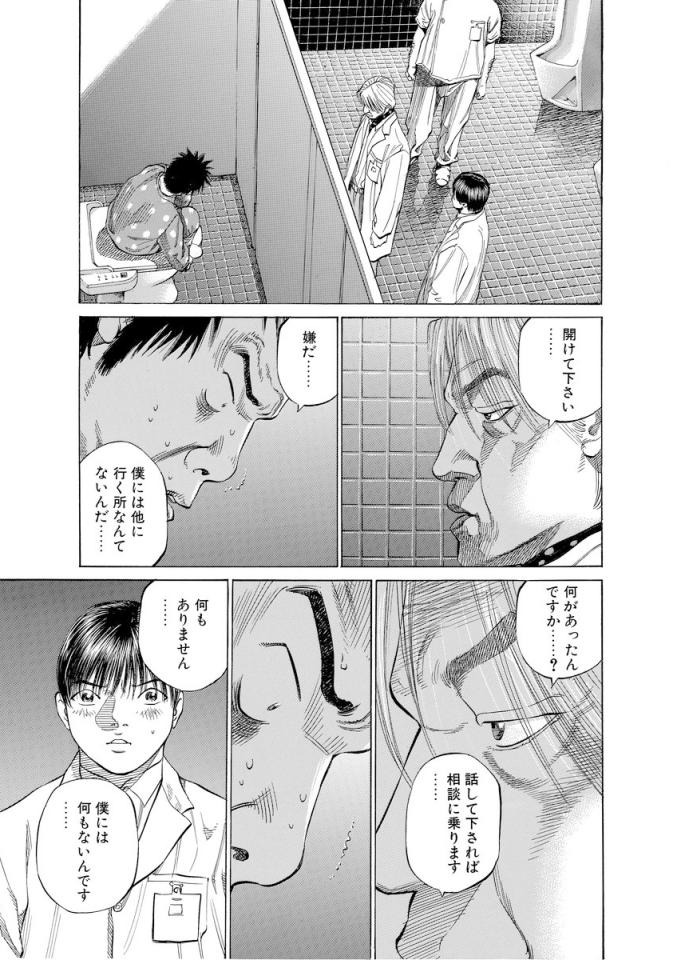 開けて下さい
……
嫌だ……
僕には他に
行く所なんて
ないんだ……
何があったん
ですか……?
話して下されば
相談に乗ります
……
何も
ありません
……
僕には
何もないんです
……